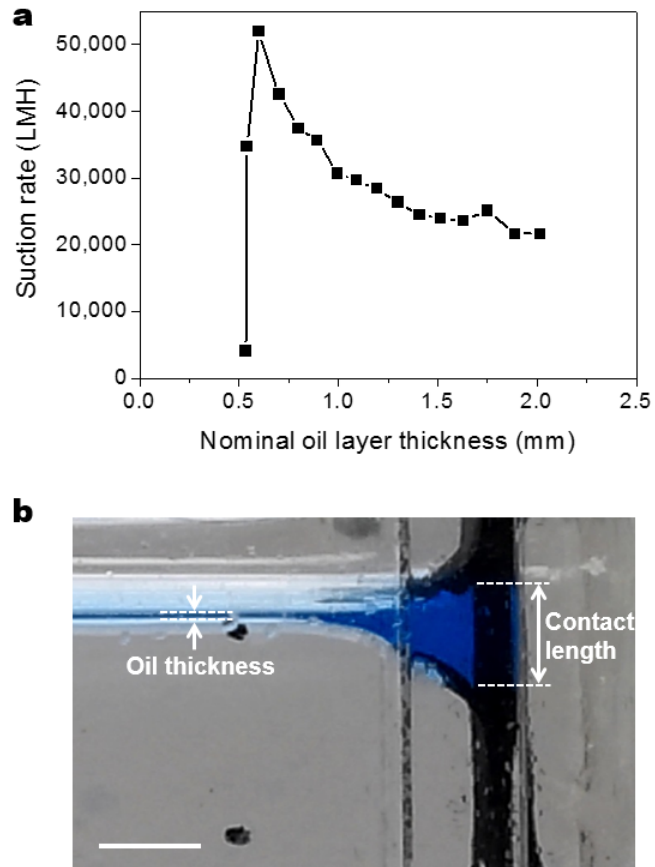 a
50,000
40,000
30,000
20,000
10,000
0
Suction rate (LMH)
0.0 0.5 1.0 1.5 2.0 2.5
Nominal oil layer thickness (mm)
b
Oil thickness
Contact
length